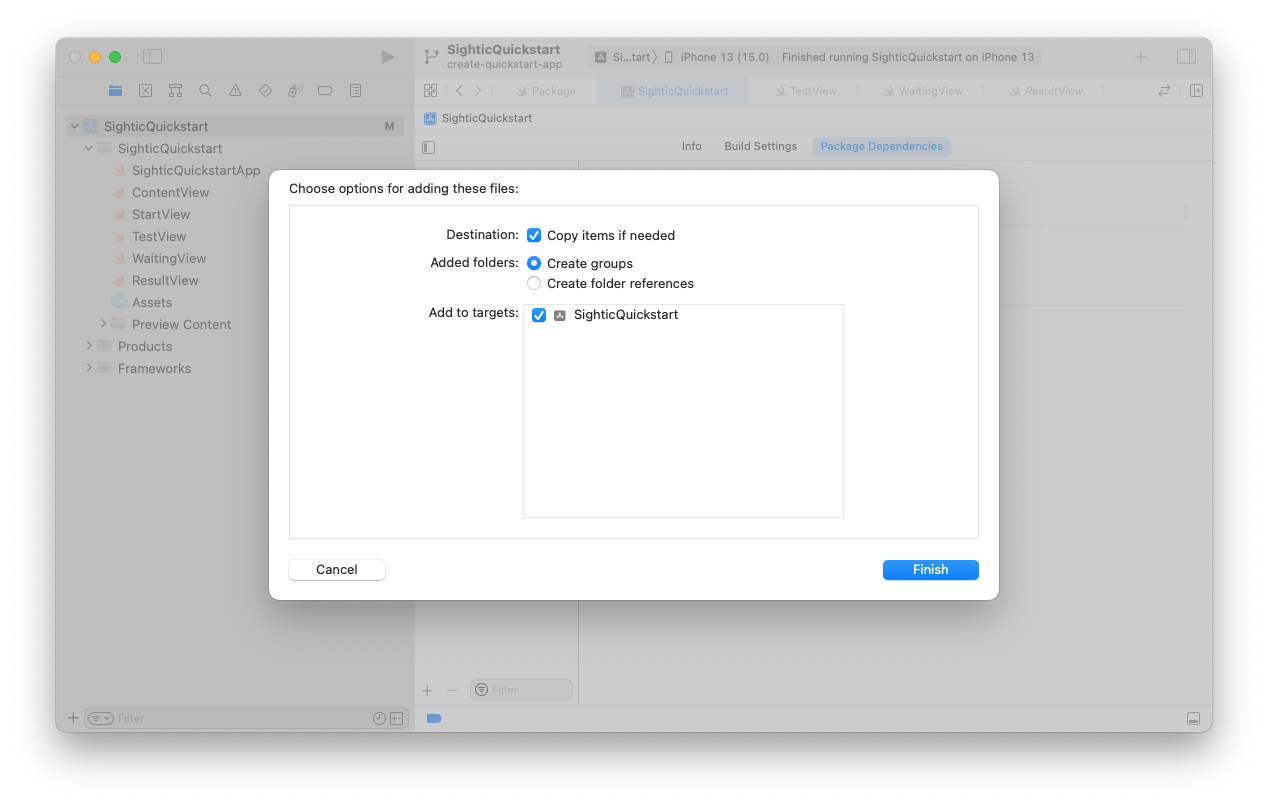 SighticQuickstart
create-quickstart-app
Si...tart
iPhone 13 (15.0)
Finished running SighticQuickstart on iPhone 13
Package
SighticQuickstart
TestView
WaitingView
ResultView
SighticQuickstart
M
SighticQuickstart
SighticQuickstartApp
ContentView
StartView
TestView
WaitingView
ResultView
Assets
Preview Content
Products
Frameworks
Filter
SighticQuickstart
Info
Build Settings
Package Dependencies
Choose options for adding these files:
Destination:
Copy items if needed
Added folders:
Create groups
Create folder references
Add to targets:
SighticQuickstart
Cancel
Finish
Filter